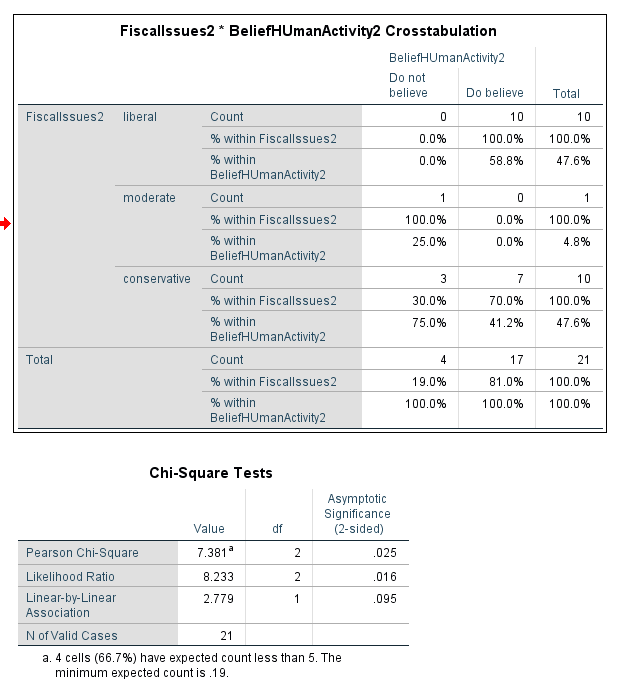 FiscalIssues2 * BeliefHUmanActivity2 Crosstabulation
BeliefHUmanActivity2
Do not believe Do believe Total
FiscalIssues2 liberal Count 0 10 10
% within FiscalIssues2 0.0% 100.0% 100.0%
% within BeliefHUmanActivity2 0.0% 58.8% 47.6%
moderate Count 1 0 1
% within FiscalIssues2 100.0% 0.0% 100.0%
% within BeliefHUmanActivity2 25.0% 0.0% 4.8%
conservative Count 3 7 10
% within FiscalIssues2 30.0% 70.0% 100.0%
% within BeliefHUmanActivity2 75.0% 41.2% 47.6%
Total Count 4 17 21
% within FiscalIssues2 19.0% 81.0% 100.0%
% within BeliefHUmanActivity2 100.0% 100.0% 100.0%
Chi-Square Tests
Value df Asymptotic Significance (2-sided)
Pearson Chi-Square 7.381a 2 .025
Likelihood Ratio 8.233 2 .016
Linear-by-Linear Association 2.779 1 .095
N of Valid Cases 21
a. 4 cells (66.7%) have expected count less than 5. The
minimum expected count is .19.